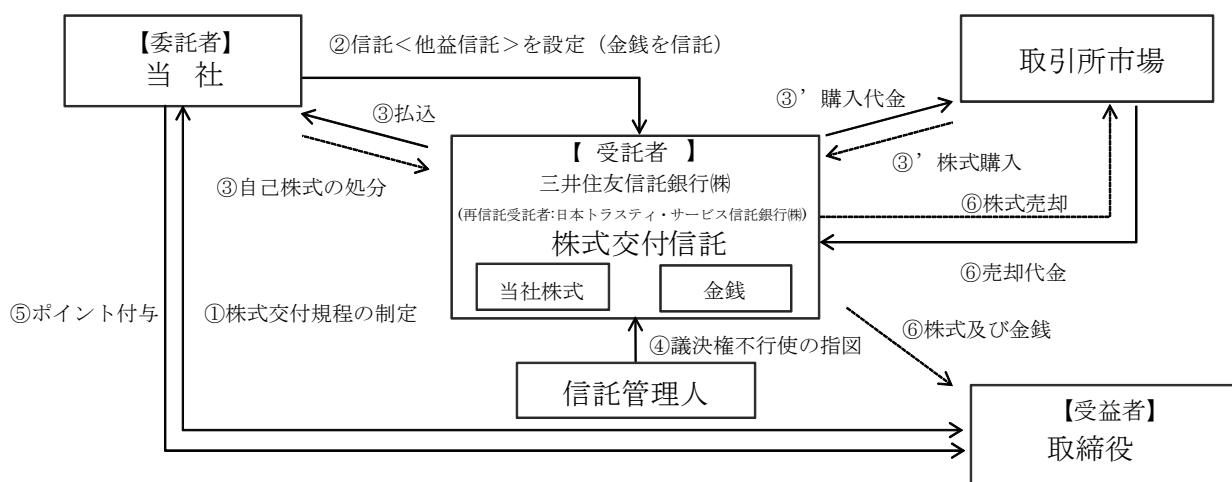 【委託者】
当 社
②信託＜他益信託＞を設定（金銭を信託）
取引所市場
③払込
③自己株式の処分
③’購入代金
③’株式購入
【 受託者 】
三井住友信託銀行㈱
(再信託受託者:日本トラスティ・サービス信託銀行㈱)
株式交付信託
当社株式
金銭
⑥株式売却
⑥売却代金
⑤ポイント付与
①株式交付規程の制定
④議決権不行使の指図
⑥株式及び金銭
信託管理人
【受益者】
取締役